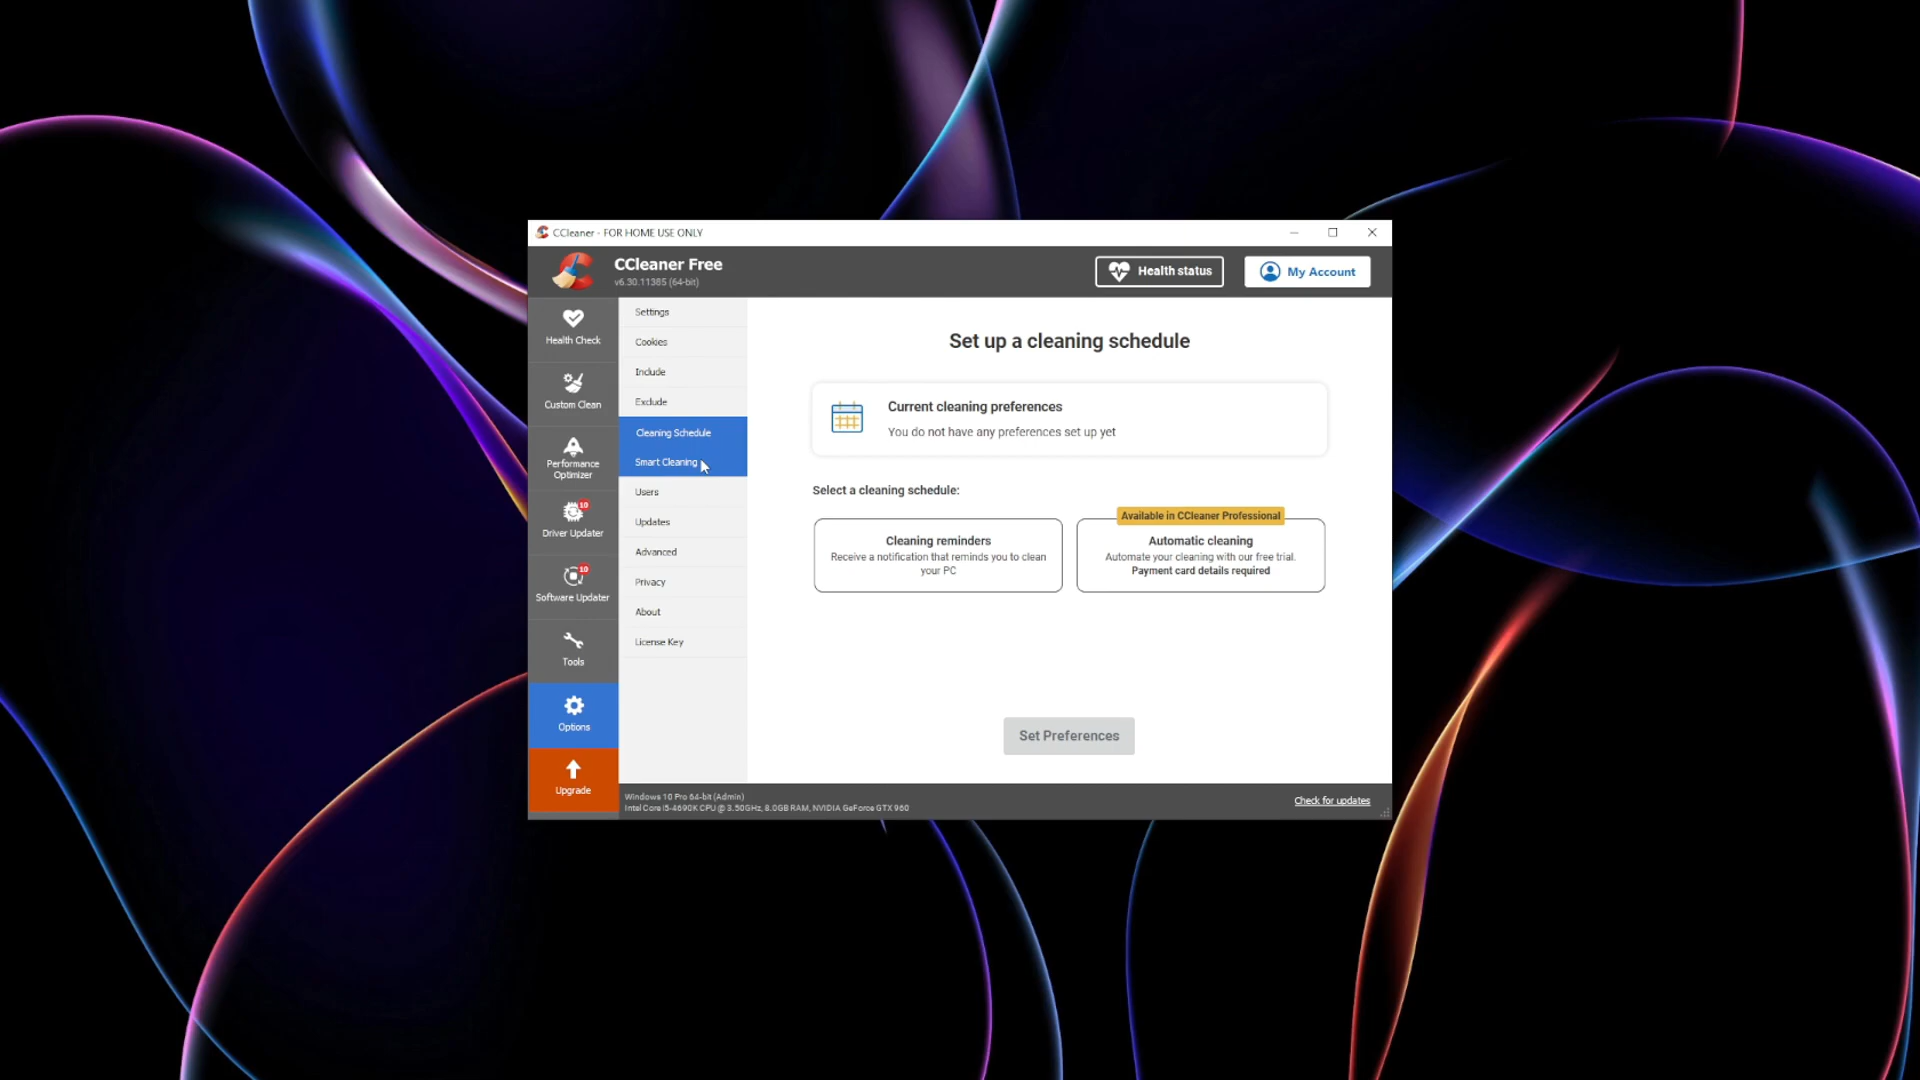 CCleaner - FOR HOME USE ONLY
CCleaner Free
v6.30.11385 (64-bit)
Health status
My Account
Health Check
Custom Clean
Performance
Optimizer
10
Driver Updater
10
Software Updater
Tools
Options
Upgrade
Settings
Cookies
Include
Exclude
Cleaning Schedule
Smart Cleaning
Users
Updates
Advanced
Privacy
About
License Key
Set up a cleaning schedule
Current cleaning preferences
You do not have any preferences set up yet
Select a cleaning schedule:
Cleaning reminders
Receive a notification that reminds you to clean
your PC
Available in CCleaner Professional
Automatic cleaning
Automate your cleaning with our free trial.
Payment card details required
Set Preferences
Windows 10 Pro 64-bit (Admin)
Intel Core i5-4690K CPU @ 3.50GHz, 8.0GB RAM, NVIDIA GeForce GTX 960
Check for updates